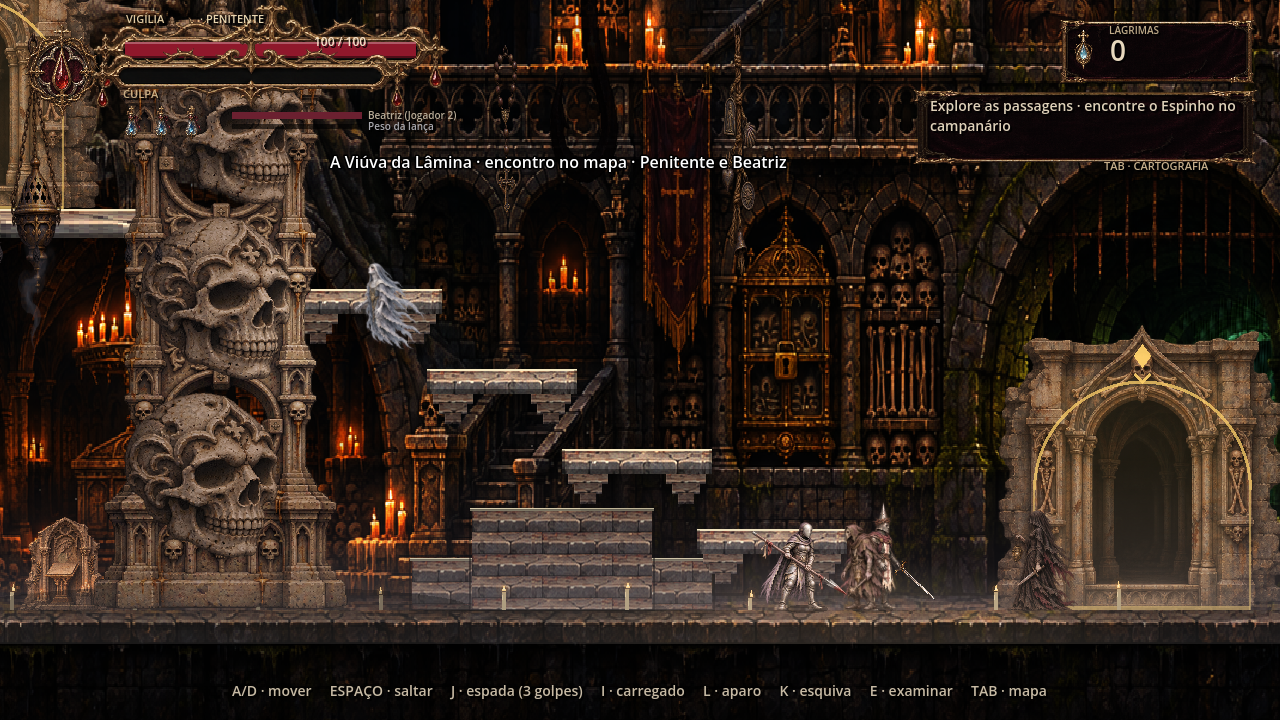 VIGÍLIA · PENITENTE
100 / 100
CULPA
Beatriz (Jogador 2)
Peso da lança
LÁGRIMAS
0
Explore as passagens · encontre o Espinho no
campanário
TAB · CARTOGRAFIA
A Viúva da Lâmina · encontro no mapa · Penitente e Beatriz
A/D · mover ESPAÇO · saltar J · espada (3 golpes) I · carregado L · aparo K · esquiva E · examinar TAB · mapa